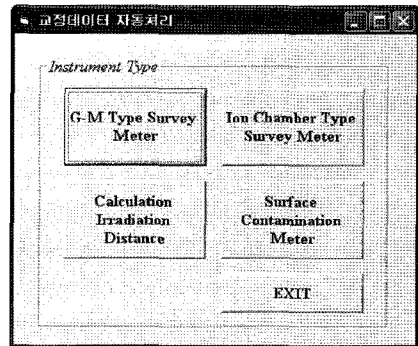 교정데이터 자동처리
Instrument Type
G-M Type Survey
Meter
Ion Chamber Type
Survey Meter
Calculation
Irradiation
Distance
Surface
Contamination
Meter
EXIT